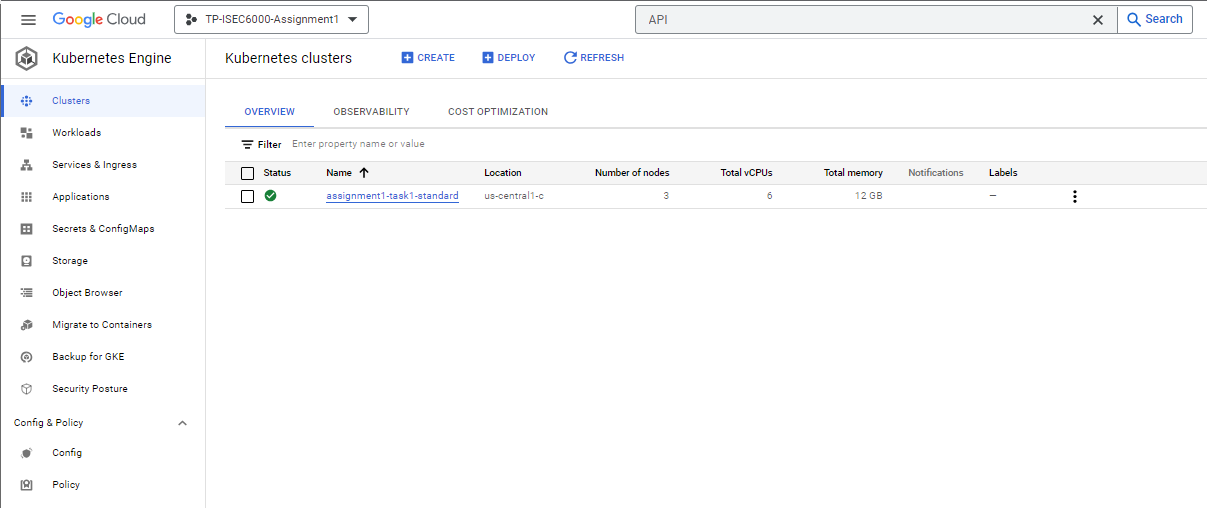 Google Cloud TP-ISEC6000-Assignment1 API Search
Kubernetes Engine
Kubernetes clusters CREATE DEPLOY REFRESH
Clusters
Workloads
Services & Ingress
Applications
Secrets & ConfigMaps
Storage
Object Browser
Migrate to Containers
Backup for GKE
Security Posture
Config & Policy
Config
Policy
OVERVIEW OBSERVABILITY COST OPTIMIZATION
Filter Enter property name or value
Status Name Location Number of nodes Total vCPUs Total memory Notifications Labels
assignment1-task1-standard us-central1-c 3 6 12 GB —